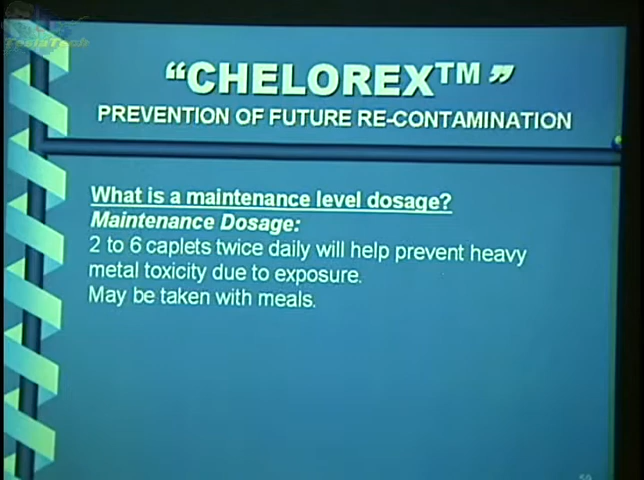 “CHELOREX™”
PREVENTION OF FUTURE RE-CONTAMINATION
What is a maintenance level dosage?
Maintenance Dosage:
2 to 6 caplets twice daily will help prevent heavy
metal toxicity due to exposure.
May be taken with meals.